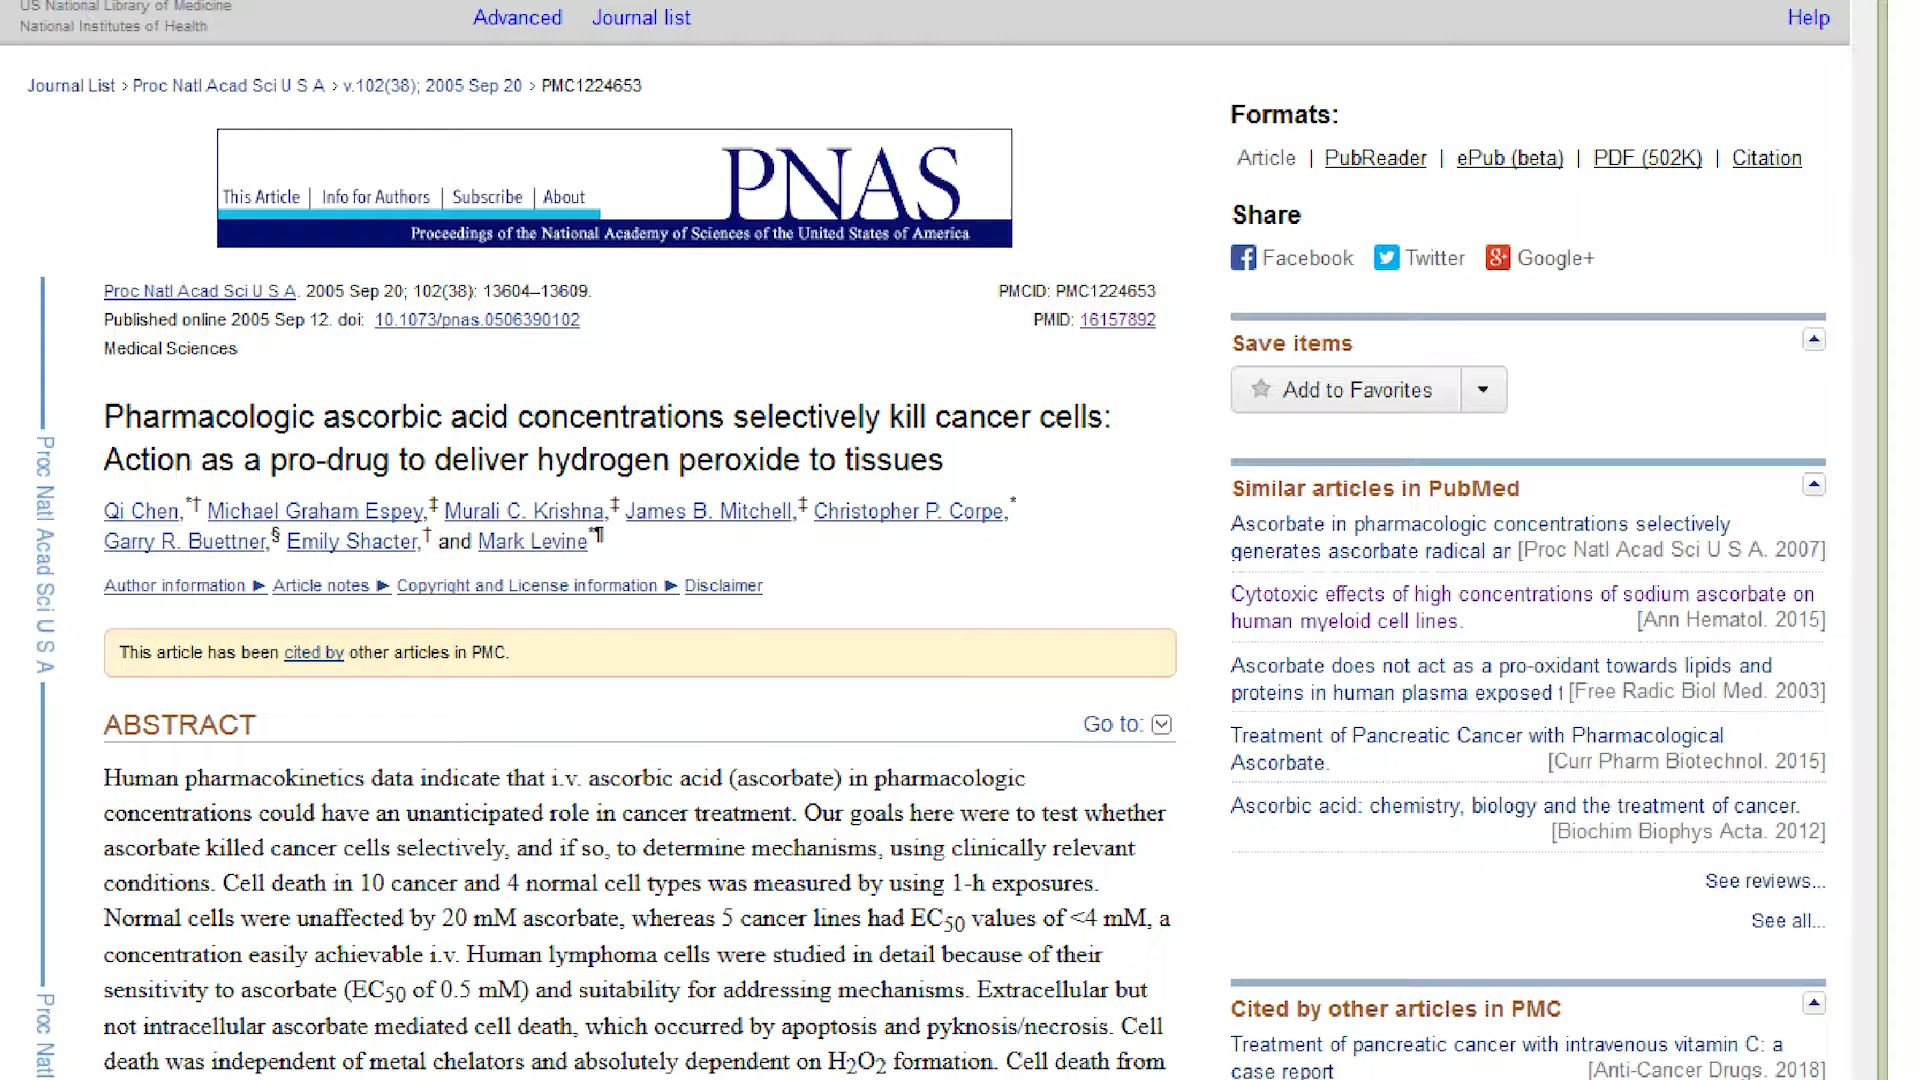 US National Library of Medicine
National Institutes of Health
Advanced Journal list
Help
Journal List > Proc Natl Acad Sci U S A > v.102(38); 2005 Sep 20 > PMC1224653
This Article | Info for Authors | Subscribe | About
PNAS
Proceedings of the National Academy of Sciences of the United States of America
Proc Natl Acad Sci U S A. 2005 Sep 20; 102(38): 13604–13609.
PMCID: PMC1224653
Published online 2005 Sep 12. doi: 10.1073/pnas.0506390102
PMID: 16157892
Medical Sciences
Pharmacologic ascorbic acid concentrations selectively kill cancer cells:
Action as a pro-drug to deliver hydrogen peroxide to tissues
Qi Chen,*† Michael Graham Espey,‡ Murali C. Krishna,‡ James B. Mitchell,‡ Christopher P. Corpe,*
Garry R. Buettner,§ Emily Shacter,† and Mark Levine*¶
Author information ► Article notes ► Copyright and License information ► Disclaimer
This article has been cited by other articles in PMC.
ABSTRACT
Go to:
Human pharmacokinetics data indicate that i.v. ascorbic acid (ascorbate) in pharmacologic
concentrations could have an unanticipated role in cancer treatment. Our goals here were to test whether
ascorbate killed cancer cells selectively, and if so, to determine mechanisms, using clinically relevant
conditions. Cell death in 10 cancer and 4 normal cell types was measured by using 1-h exposures.
Normal cells were unaffected by 20 mM ascorbate, whereas 5 cancer lines had EC50 values of <4 mM, a
concentration easily achievable i.v. Human lymphoma cells were studied in detail because of their
sensitivity to ascorbate (EC50 of 0.5 mM) and suitability for addressing mechanisms. Extracellular but
not intracellular ascorbate mediated cell death, which occurred by apoptosis and pyknosis/necrosis. Cell
death was independent of metal chelators and absolutely dependent on H2O2 formation. Cell death from
Proc Natl Acad Sci U S A
Proc Natl
Formats:
Article | PubReader | ePub (beta) | PDF (502K) | Citation
Share
Facebook Twitter Google+
Save items
Add to Favorites
Similar articles in PubMed
Ascorbate in pharmacologic concentrations selectively
generates ascorbate radical ar [Proc Natl Acad Sci U S A. 2007]
Cytotoxic effects of high concentrations of sodium ascorbate on
human myeloid cell lines. [Ann Hematol. 2015]
Ascorbate does not act as a pro-oxidant towards lipids and
proteins in human plasma exposed t [Free Radic Biol Med. 2003]
Treatment of Pancreatic Cancer with Pharmacological
Ascorbate. [Curr Pharm Biotechnol. 2015]
Ascorbic acid: chemistry, biology and the treatment of cancer.
[Biochim Biophys Acta. 2012]
See reviews...
See all...
Cited by other articles in PMC
Treatment of pancreatic cancer with intravenous vitamin C: a
case report [Anti-Cancer Drugs. 2018]